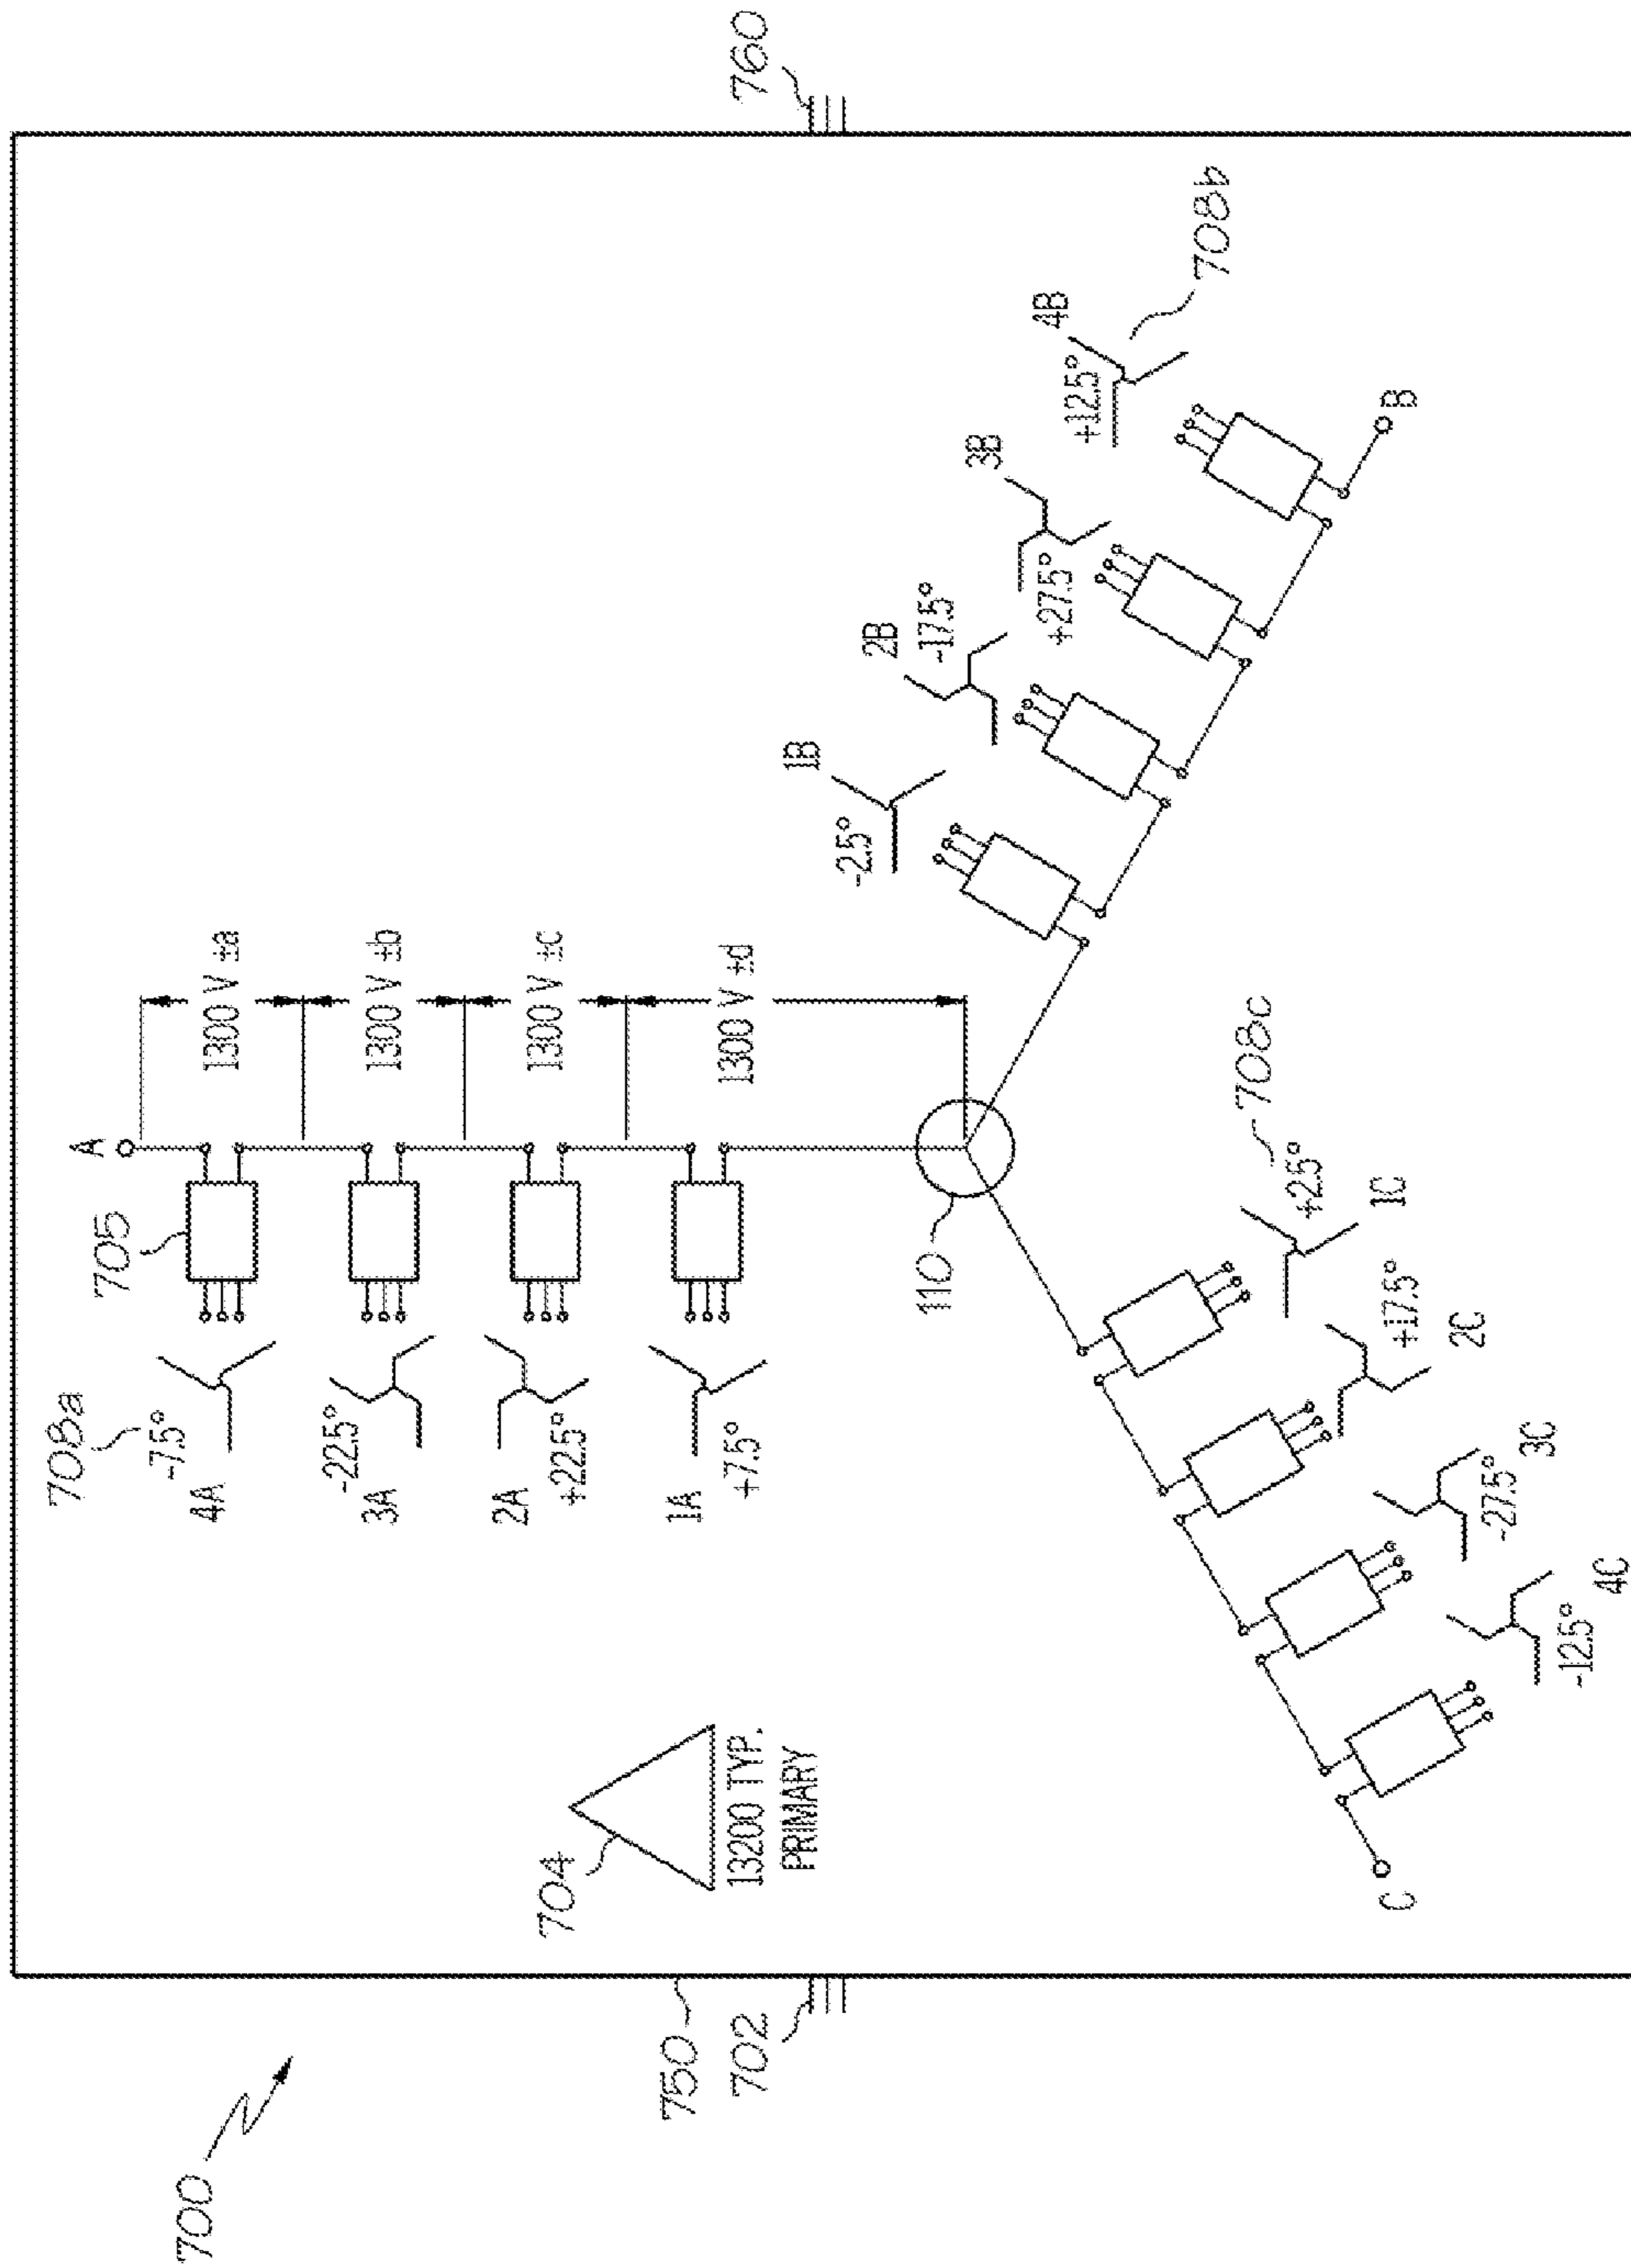 700
750
702
760
704
13200 TYP.
PRIMARY
708a
705
A
-7.5°
4A
-22.5°
3A
2A
+22.5°
1A
+7.5°
1300 V ±a
1300 V ±b
1300 V ±c
1300 V ±d
110
1B
-2.5°
2B
-17.5°
3B
+27.5°
4B
+12.5°
708b
B
708c
+2.5°
1C
+17.5°
2C
3C
-27.5°
4C
-12.5°
C